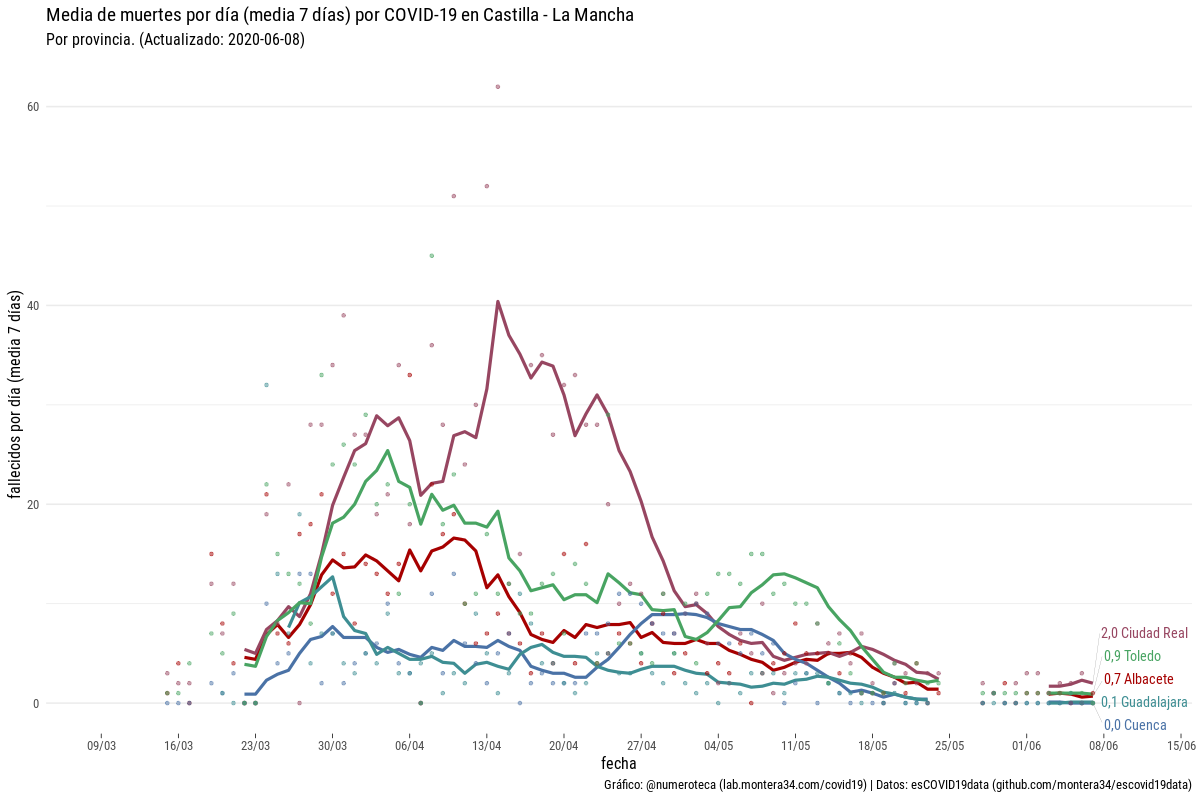 Media de muertes por día (media 7 días) por COVID-19 en Castilla - La Mancha
Por provincia. (Actualizado: 2020-06-08)
fallecidos por día (media 7 días)
60
40
20
0
2,0 Ciudad Real
0,9 Toledo
0,7 Albacete
0,1 Guadalajara
0,0 Cuenca
09/03
16/03
23/03
30/03
06/04
13/04
20/04
27/04
04/05
11/05
18/05
25/05
01/06
08/06
15/06
fecha
Gráfico: @numeroteca (lab.montera34.com/covid19) | Datos: esCOVID19data (github.com/montera34/escovid19data)